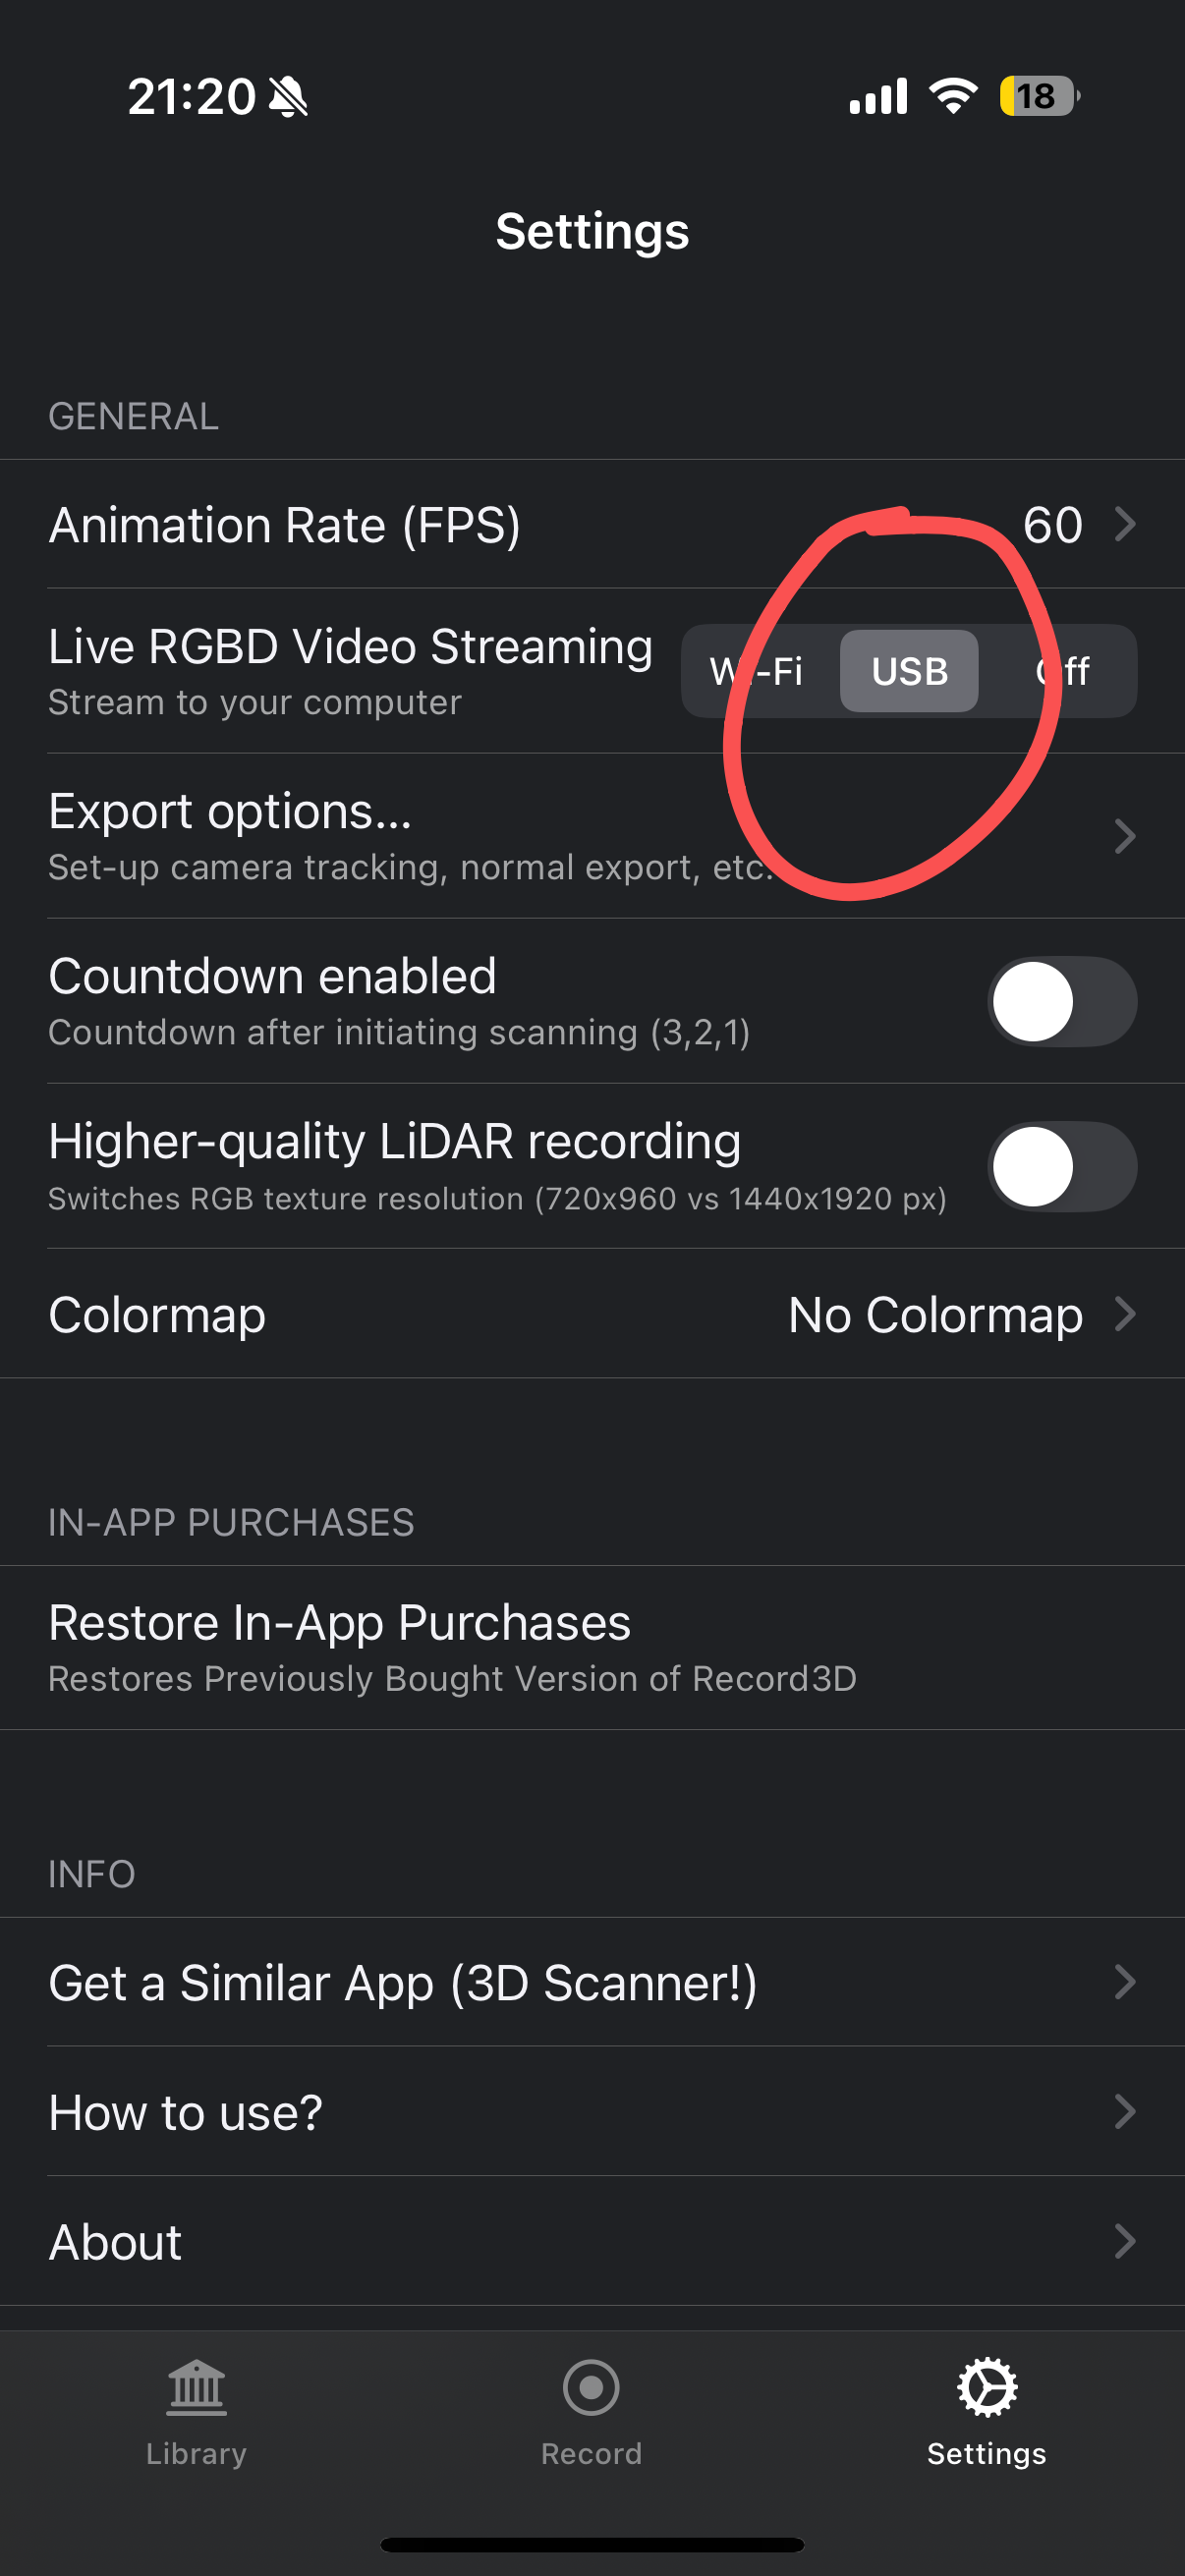 21:20
18
Settings
GENERAL
Animation Rate (FPS)
60
Live RGBD Video Streaming
Stream to your computer
Wi-Fi
USB
Off
Export options...
Set-up camera tracking, normal export, etc.
Countdown enabled
Countdown after initiating scanning (3,2,1)
Higher-quality LiDAR recording
Switches RGB texture resolution (720x960 vs 1440x1920 px)
Colormap
No Colormap
IN-APP PURCHASES
Restore In-App Purchases
Restores Previously Bought Version of Record3D
INFO
Get a Similar App (3D Scanner!)
How to use?
About
Library
Record
Settings